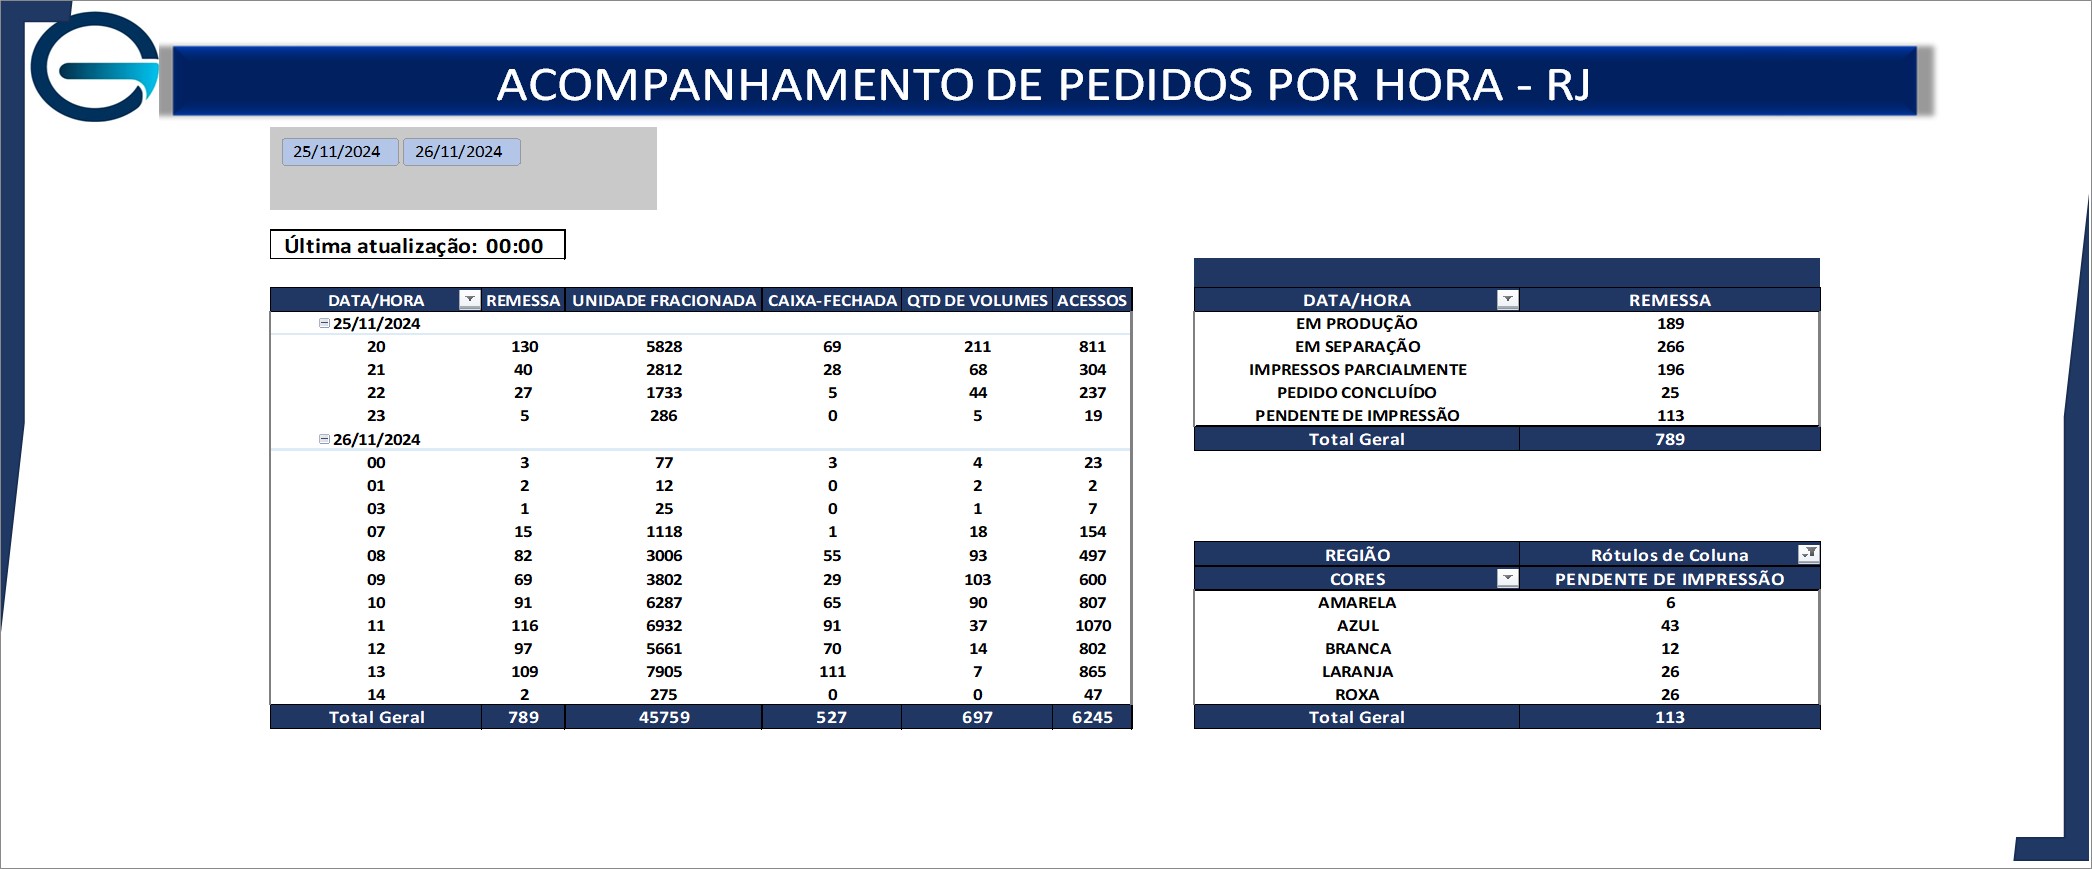 ACOMPANHAMENTO DE PEDIDOS POR HORA - RJ
25/11/2024 26/11/2024
Última atualização: 00:00
DATA/HORA REMESSA UNIDADE FRACIONADA CAIXA-FECHADA QTD DE VOLUMES ACESSOS
25/11/2024
20 130 5828 69 211 811
21 40 2812 28 68 304
22 27 1733 5 44 237
23 5 286 0 5 19
26/11/2024
00 3 77 3 4 23
01 2 12 0 2 2
03 1 25 0 1 7
07 15 1118 1 18 154
08 82 3006 55 93 497
09 69 3802 29 103 600
10 91 6287 65 90 807
11 116 6932 91 37 1070
12 97 5661 70 14 802
13 109 7905 111 7 865
14 2 275 0 0 47
Total Geral 789 45759 527 697 6245
DATA/HORA REMESSA
EM PRODUÇÃO 189
EM SEPARAÇÃO 266
IMPRESSOS PARCIALMENTE 196
PEDIDO CONCLUÍDO 25
PENDENTE DE IMPRESSÃO 113
Total Geral 789
REGIÃO Rótulos de Coluna
CORES PENDENTE DE IMPRESSÃO
AMARELA 6
AZUL 43
BRANCA 12
LARANJA 26
ROXA 26
Total Geral 113